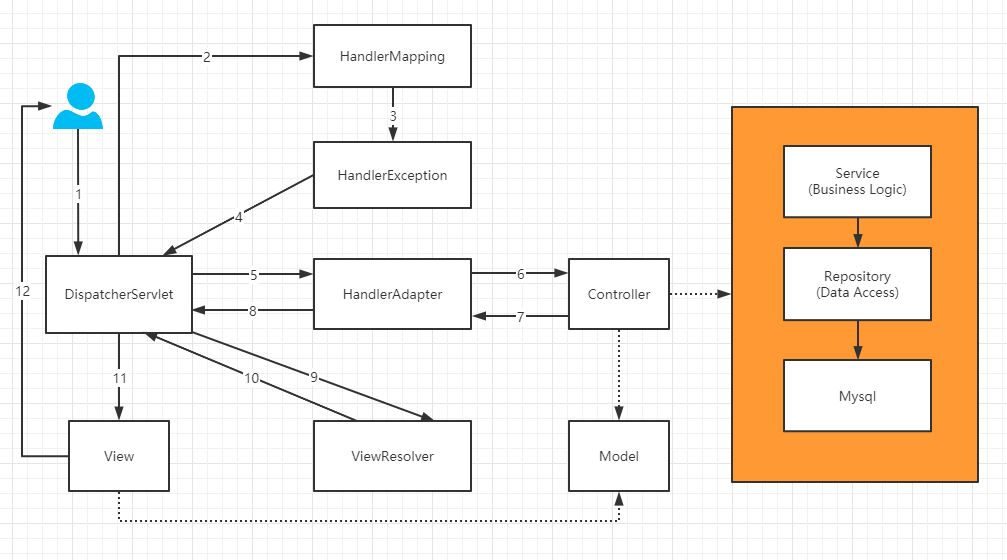 2
HandlerMapping
3
HandlerException
1
4
Service
(Business Logic)
12
DispatcherServlet
5
8
HandlerAdapter
6
7
Controller
Repository
(Data Access)
11
10
9
Mysql
View
ViewResolver
Model